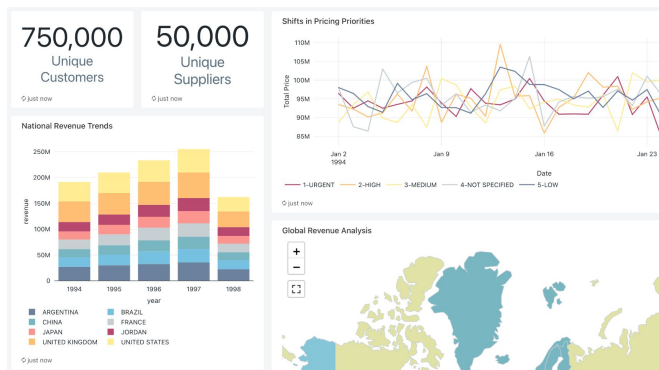 750,000
Unique
Customers
just now
50,000
Unique
Suppliers
just now
National Revenue Trends
250M
200M
150M
100M
50M
0
revenue
1994
1995
1996
1997
1998
year
ARGENTINA
BRAZIL
CHINA
FRANCE
JAPAN
JORDAN
UNITED KINGDOM
UNITED STATES
just now
Shifts in Pricing Priorities
110M
105M
100M
95M
90M
85M
Total Price
Jan 2
1994
Jan 9
Jan 16
Jan 23
Date
1-URGENT
2-HIGH
3-MEDIUM
4-NOT SPECIFIED
5-LOW
just now
Global Revenue Analysis
+
−